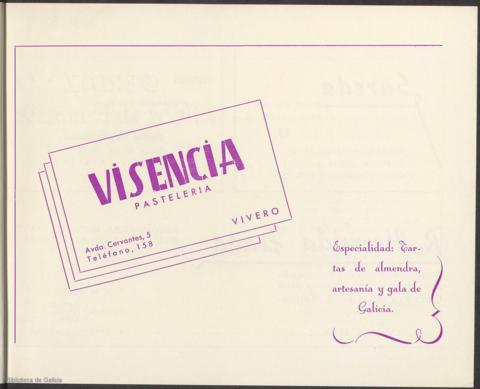 VISENCIA
PASTELERIA
VIVERO
Avda. Cervantes, 5
Teléfono, 158
Especialidad: Tar-
tas de almendra,
artesanía y gala de
Galicia.
Biblioteca de Galicia